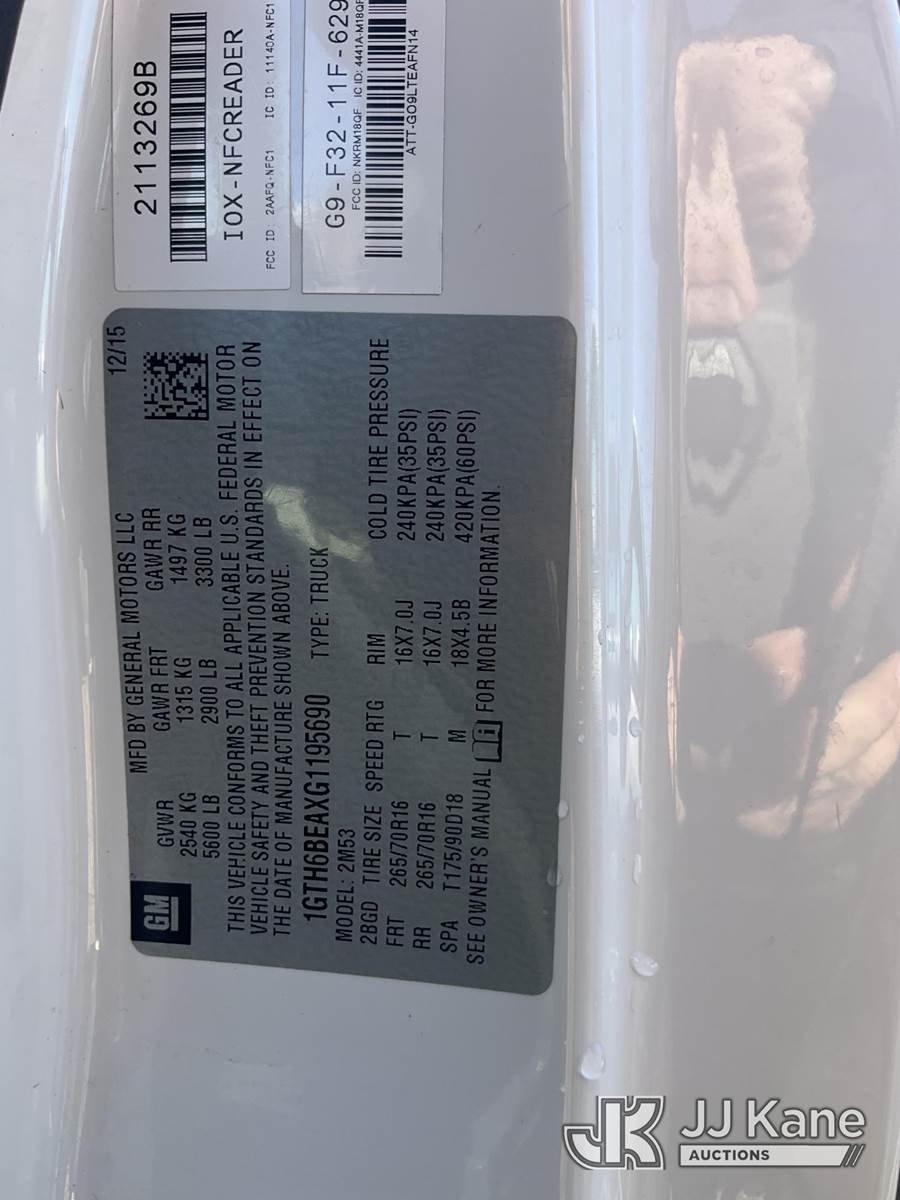 2113269B
IOX-NFCREADER
FCC ID: 2AAFQ-NFC1 IC ID: 11140A-NFC1
G9-F32-11F-629
FCC ID: NKRM18QF IC ID: 4441A-M18QF
ATT-GO9LTEAFN14
GM
MFD BY GENERAL MOTORS LLC 12/15
GVWR GAWR FRT GAWR RR
2540 KG 1315 KG 1497 KG
5600 LB 2900 LB 3300 LB
THIS VEHICLE CONFORMS TO ALL APPLICABLE U.S. FEDERAL MOTOR
VEHICLE SAFETY AND THEFT PREVENTION STANDARDS IN EFFECT ON
THE DATE OF MANUFACTURE SHOWN ABOVE.
1GTH6BEAXG1195690 TYPE: TRUCK
MODEL: 2M53
2BGD TIRE SIZE SPEED RTG RIM COLD TIRE PRESSURE
FRT 265/70R16 T 16X7.0J 240KPA(35PSI)
RR 265/70R16 T 16X7.0J 240KPA(35PSI)
SPA T175/90D18 M 18X4.5B 420KPA(60PSI)
SEE OWNER'S MANUAL FOR MORE INFORMATION.
JK JJ Kane
AUCTIONS